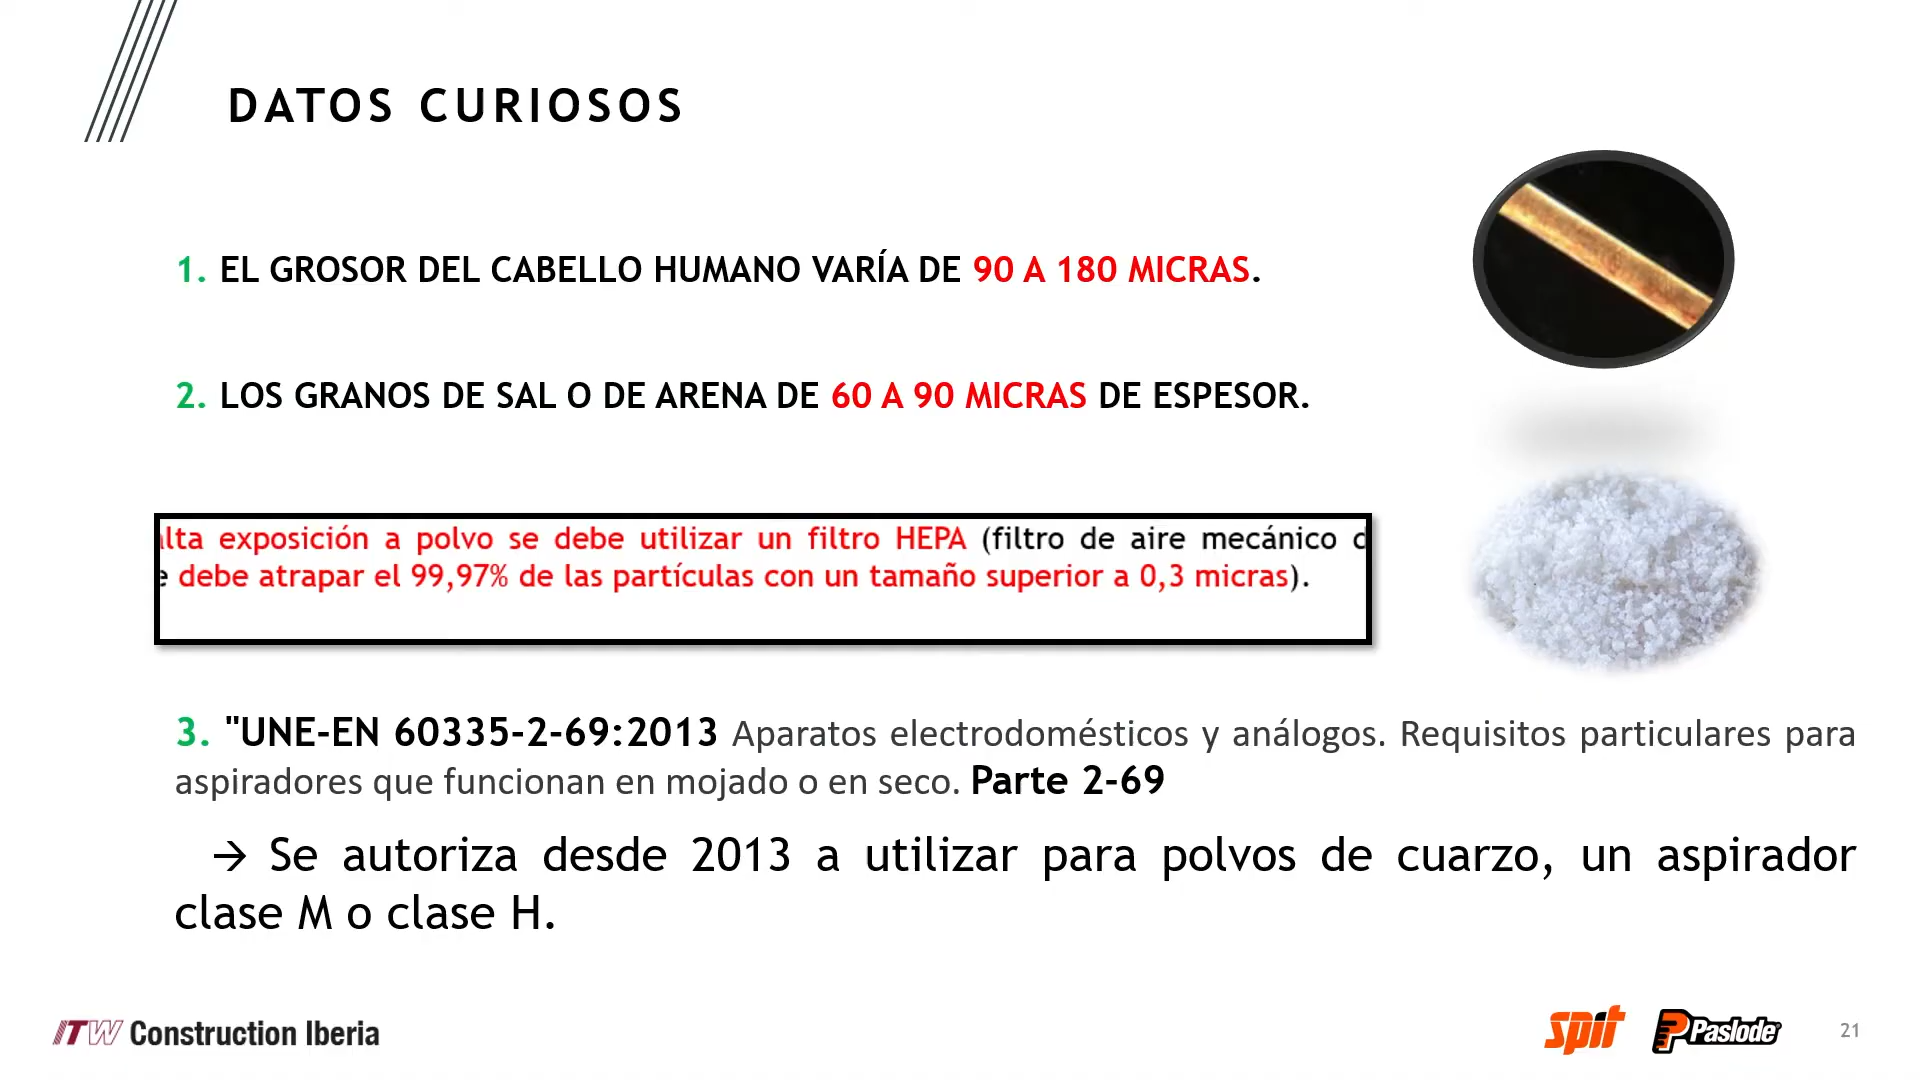 DATOS CURIOSOS
1. EL GROSOR DEL CABELLO HUMANO VARÍA DE 90 A 180 MICRAS.
2. LOS GRANOS DE SAL O DE ARENA DE 60 A 90 MICRAS DE ESPESOR.
exposición a polvo se debe utilizar un filtro HEPA (filtro de aire mecánico
debe atrapar el 99,97% de las partículas con un tamaño superior a 0,3 micras).
3. "UNE-EN 60335-2-69:2013 Aparatos electrodomésticos y análogos. Requisitos particulares para
aspiradores que funcionan en mojado o en seco. Parte 2-69
→ Se autoriza desde 2013 a utilizar para polvos de cuarzo, un aspirador
clase M o clase H.
ITW Construction Iberia
spit
Paslode
21